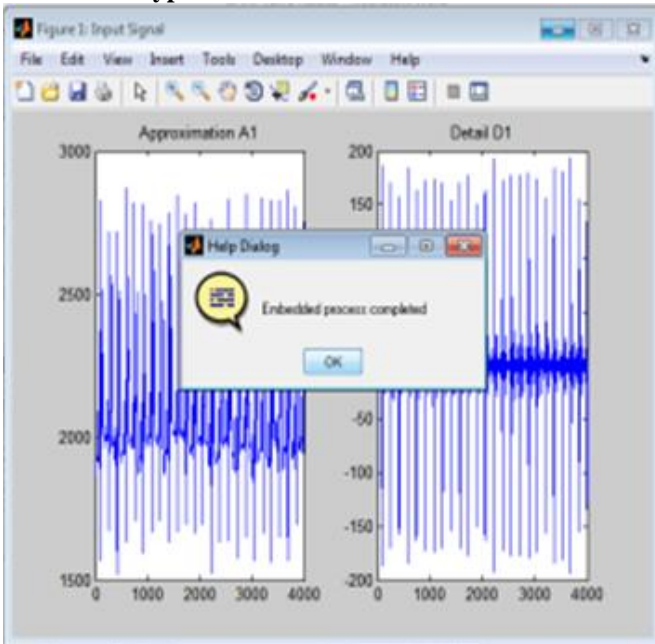 Figure 1: Input Signal
File Edit View Insert Tools Desktop Window Help
Approximation A1
Detail D1
3000
2500
2000
1500
0 1000 2000 3000 4000
200
150
-50
-100
-150
-200
0 1000 2000 3000 4000
Help Dialog
Embedded process completed
OK